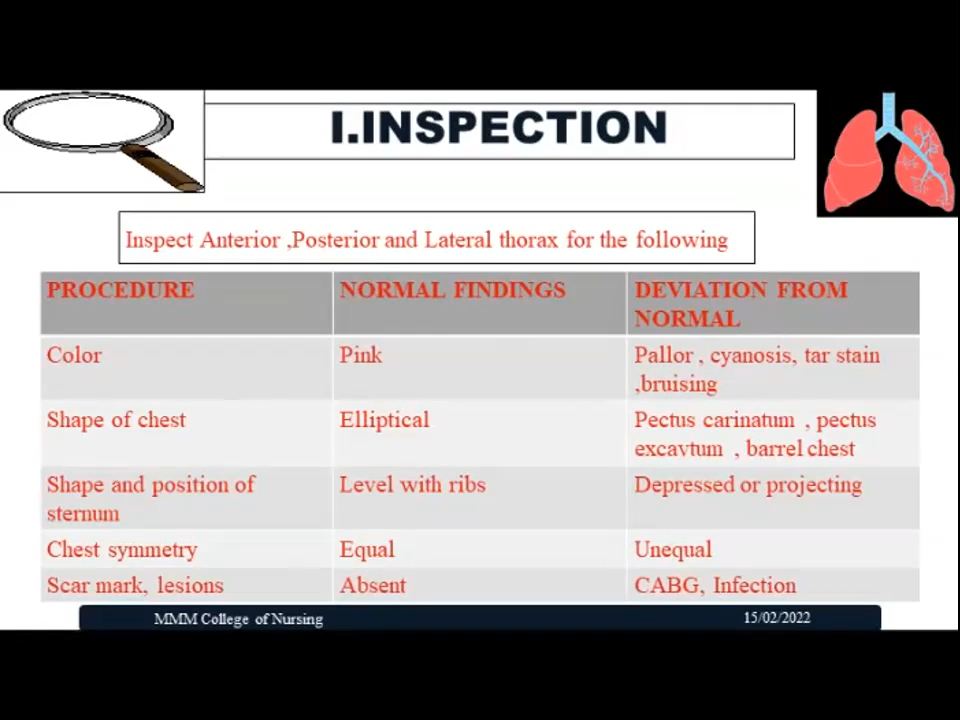 I.INSPECTION
Inspect Anterior ,Posterior and Lateral thorax for the following
PROCEDURE
NORMAL FINDINGS
DEVIATION FROM
NORMAL
Color
Pink
Pallor , cyanosis, tar stain
,bruising
Shape of chest
Elliptical
Pectus carinatum , pectus
excavtum , barrel chest
Shape and position of
sternum
Level with ribs
Depressed or projecting
Chest symmetry
Equal
Unequal
Scar mark, lesions
Absent
CABG, Infection
MMM College of Nursing
15/02/2022